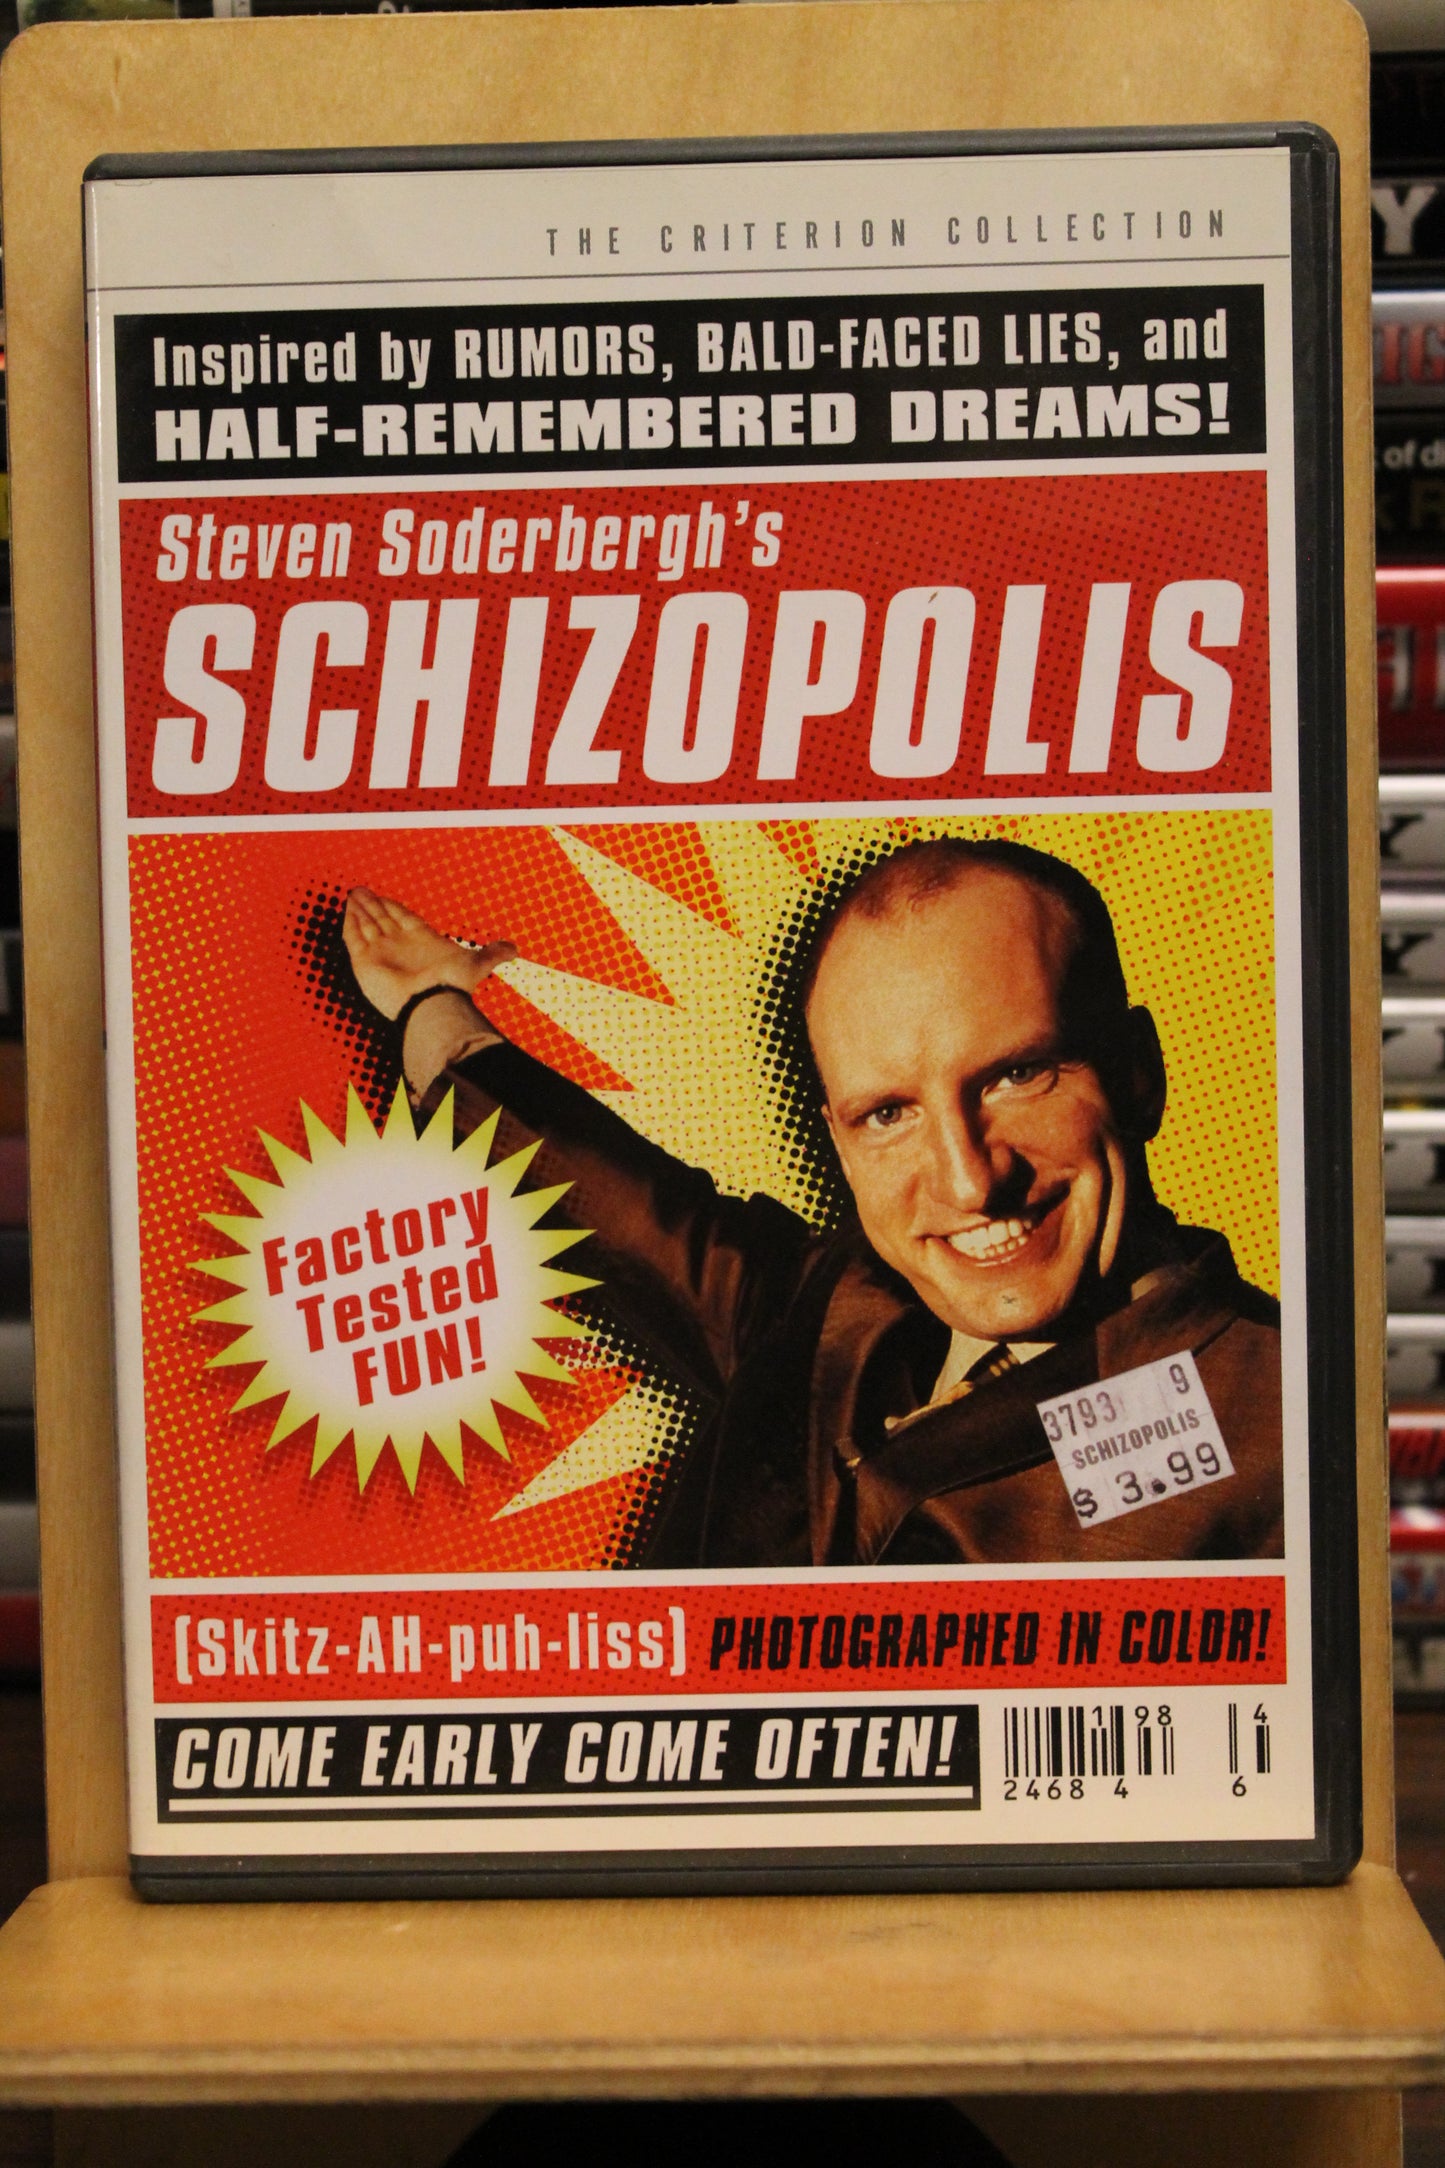 THE CRITERION COLLECTION
Inspired by RUMORS, BALD-FACED LIES, and
HALF-REMEMBERED DREAMS!
Steven Soderbergh's
SCHIZOPOLIS
Factory
Tested
FUN!
3793 9
SCHIZOPOLIS
$ 3.99
(Skitz-AH-puh-liss) PHOTOGRAPHED IN COLOR!
COME EARLY COME OFTEN!
1 98 4
2468 4 6
Y
of di